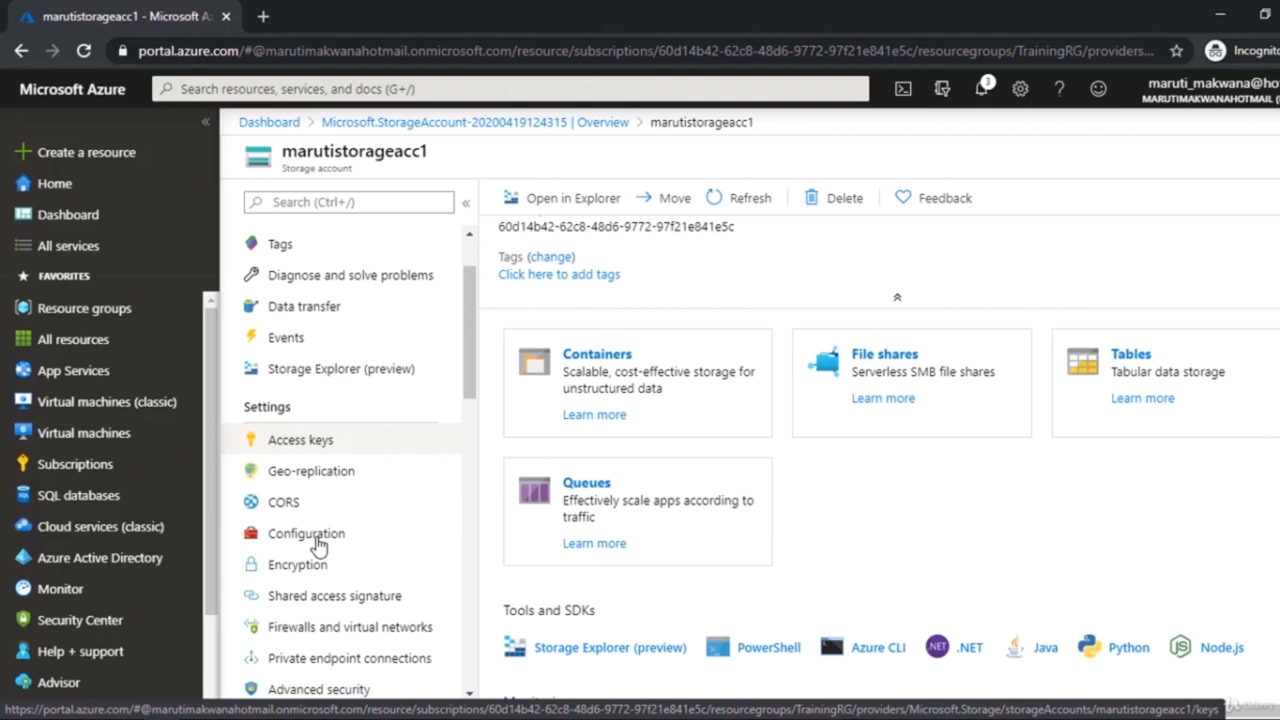 marutistorageacc1 - Microsoft Az
portal.azure.com/#@marutimakwanahotmail.onmicrosoft.com/resource/subscriptions/60d14b42-62c8-48d6-9772-97f21e841e5c/resourcegroups/TrainingRG/providers...
Incognito
Microsoft Azure
Search resources, services, and docs (G+/)
3
maruti_makwana@ho
MARUTIMAKWANAHOTMAIL (
Dashboard > Microsoft.StorageAccount-20200419124315 | Overview > marutistorageacc1
marutistorageacc1
Storage account
Create a resource
Home
Dashboard
All services
FAVORITES
Resource groups
All resources
App Services
Virtual machines (classic)
Virtual machines
Subscriptions
SQL databases
Cloud services (classic)
Azure Active Directory
Monitor
Security Center
Help + support
Advisor
Search (Ctrl+/)
Tags
Diagnose and solve problems
Data transfer
Events
Storage Explorer (preview)
Settings
Access keys
Geo-replication
CORS
Configuration
Encryption
Shared access signature
Firewalls and virtual networks
Private endpoint connections
Advanced security
Open in Explorer
Move
Refresh
Delete
Feedback
60d14b42-62c8-48d6-9772-97f21e841e5c
Tags (change)
Click here to add tags
Containers
Scalable, cost-effective storage for
unstructured data
Learn more
File shares
Serverless SMB file shares
Learn more
Tables
Tabular data storage
Learn more
Queues
Effectively scale apps according to
traffic
Learn more
Tools and SDKs
Storage Explorer (preview)
PowerShell
Azure CLI
.NET
Java
Python
Node.js
https://portal.azure.com/#@marutimakwanahotmail.onmicrosoft.com/resource/subscriptions/60d14b42-62c8-48d6-9772-97f21e841e5c/resourcegroups/TrainingRG/providers/Microsoft.Storage/storageAccounts/marutistorageacc1/keys